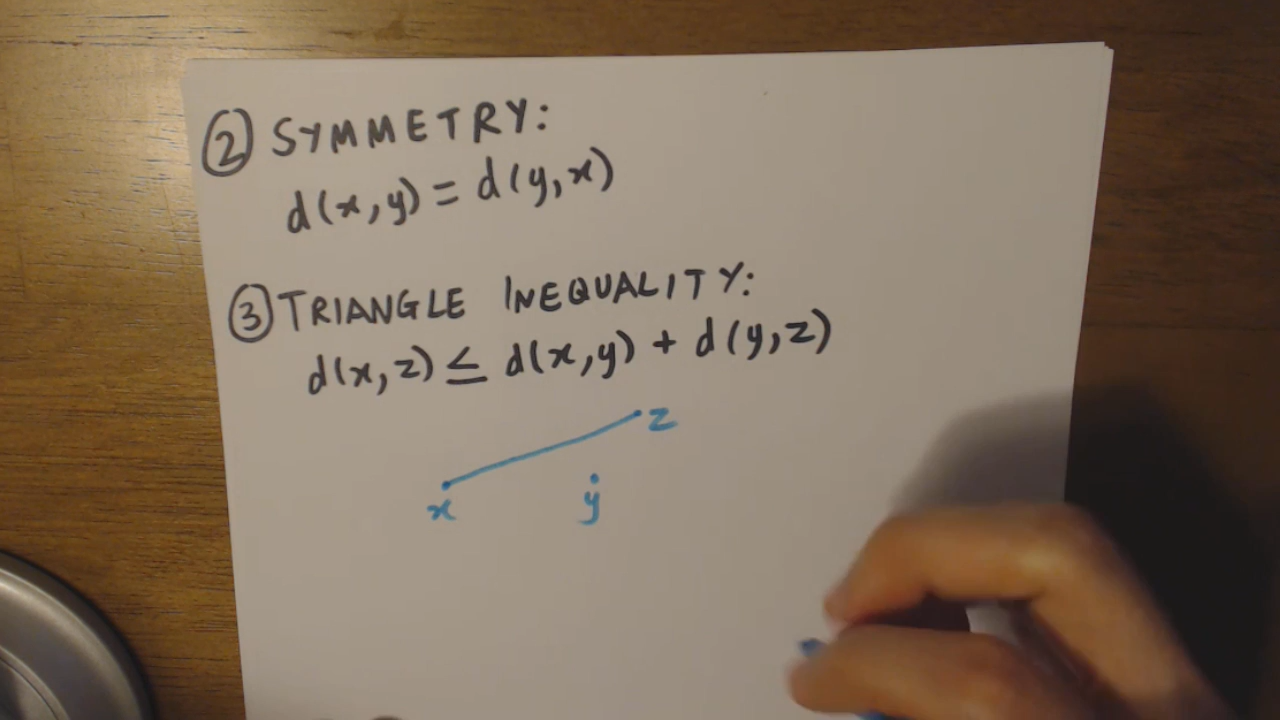 ② SYMMETRY:
d(x,y) = d(y,x)
③ TRIANGLE INEQUALITY:
d(x,z) ≤ d(x,y) + d(y,z)
z
x
y